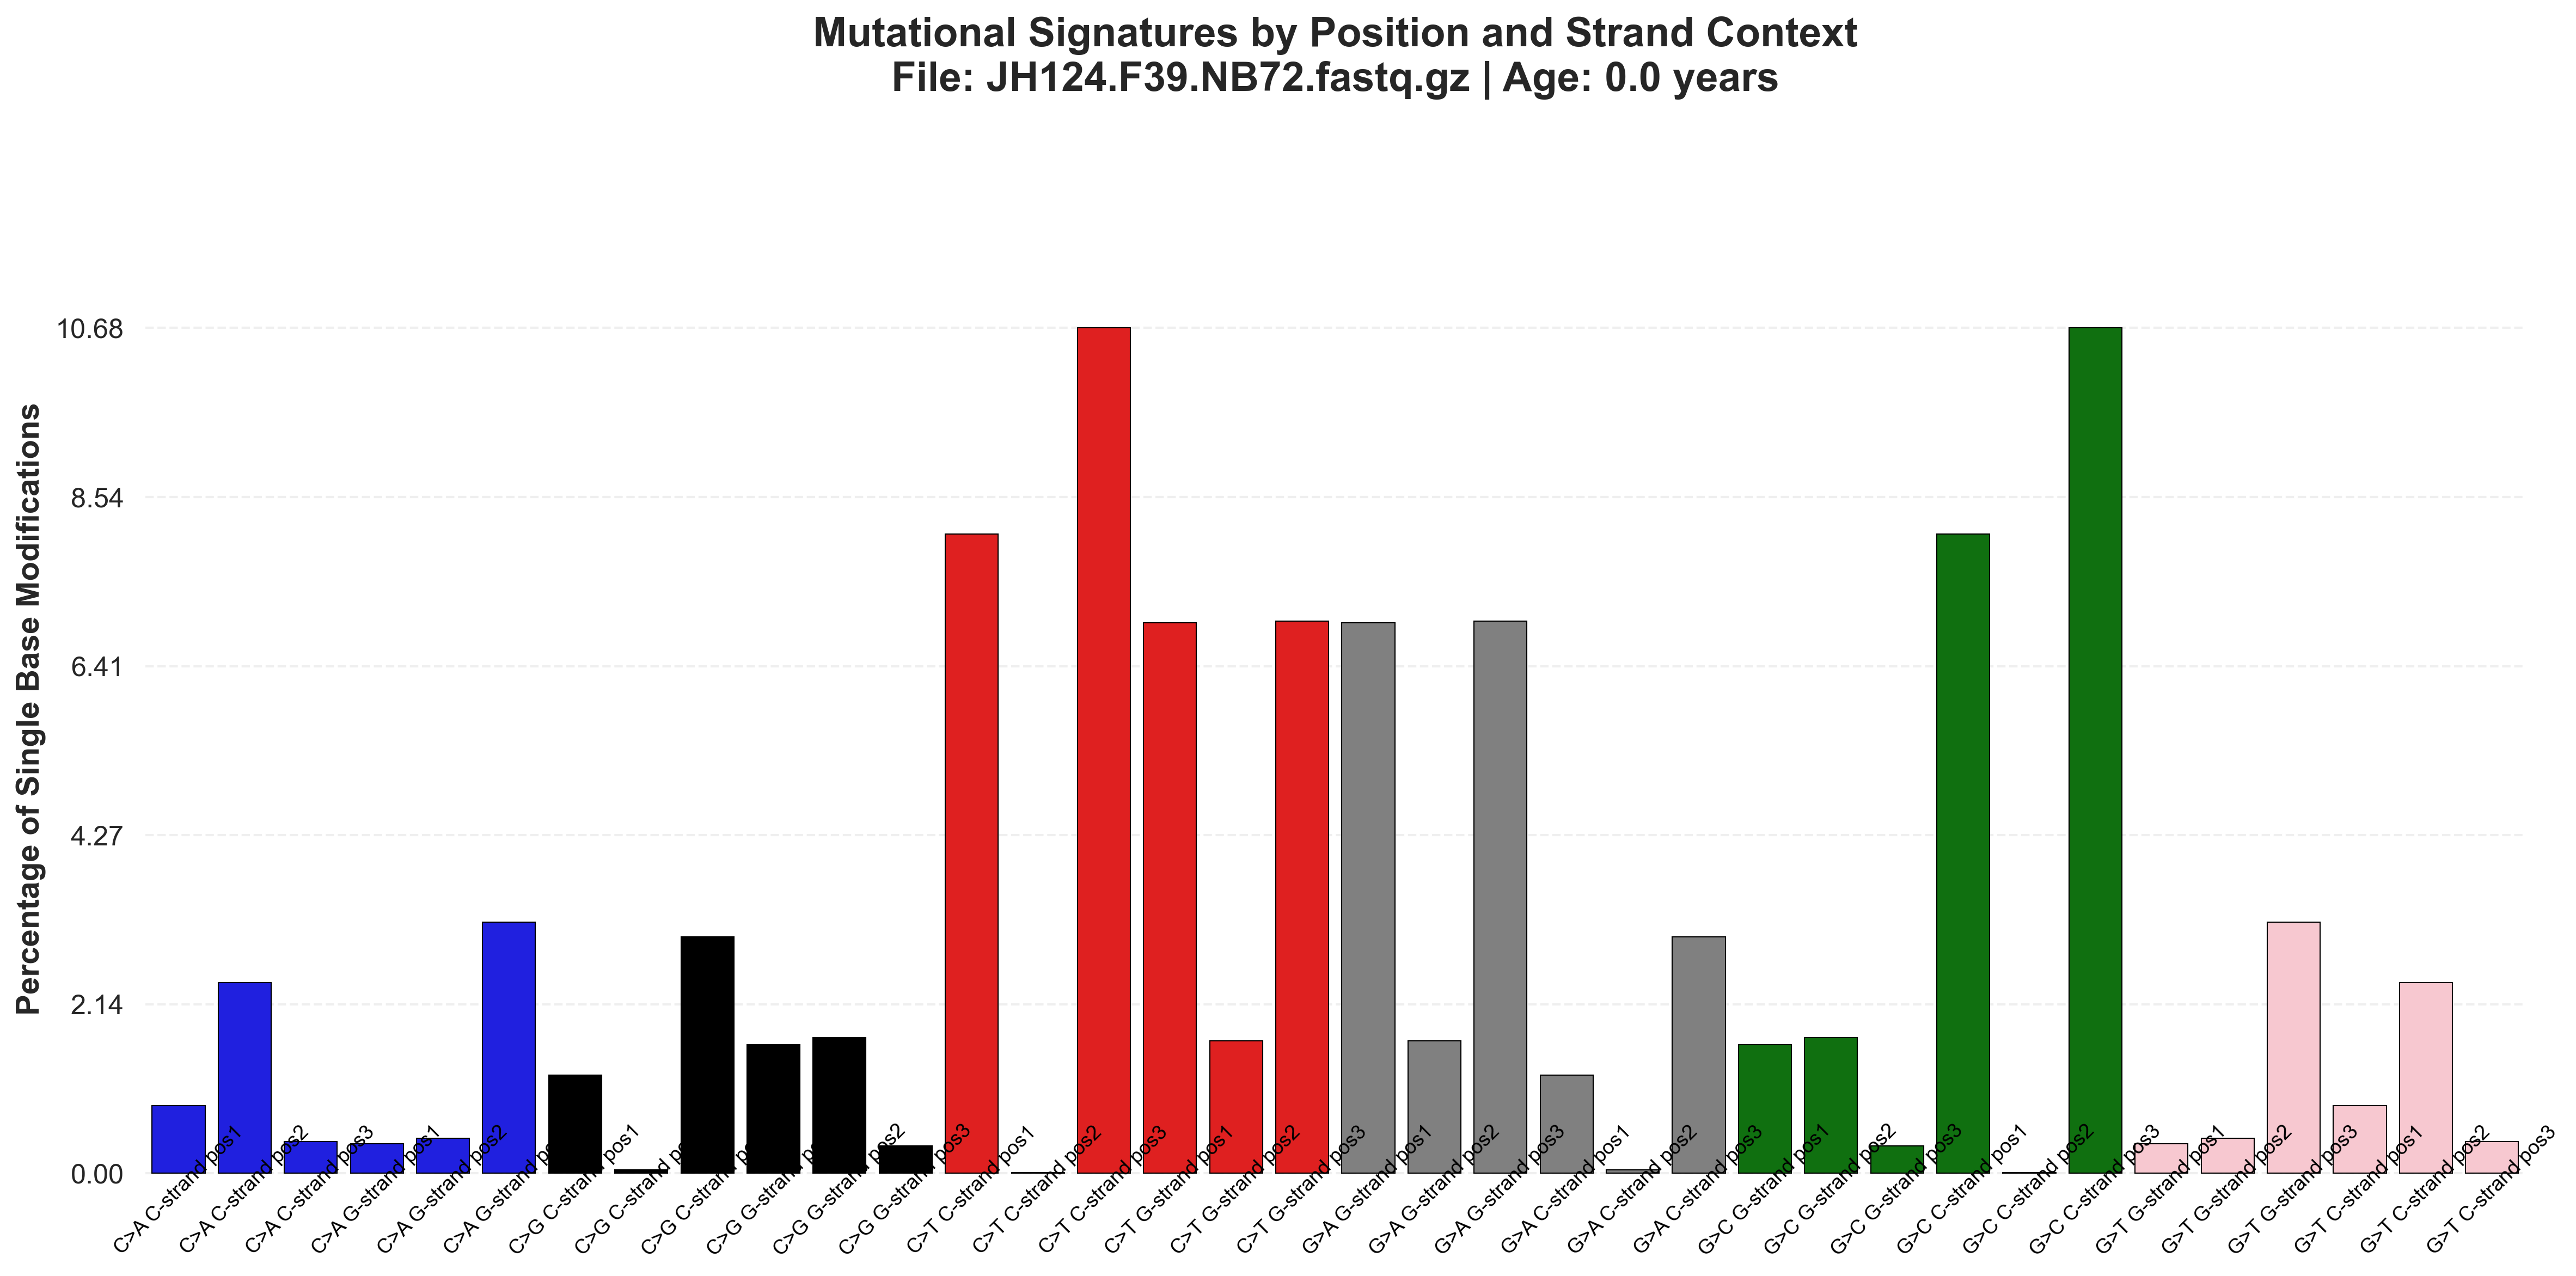 Mutational Signatures by Position and Strand Context
File: JH124.F39.NB72.fastq.gz | Age: 0.0 years
Percentage of Single Base Modifications
10.68
8.54
6.41
4.27
2.14
0.00
C>A C-strand pos1
C>A C-strand pos2
C>A C-strand pos3
C>A G-strand pos1
C>A G-strand pos2
C>A G-strand pos3
C>G C-strand pos1
C>G C-strand pos2
C>G C-strand pos3
C>G G-strand pos1
C>G G-strand pos2
C>G G-strand pos3
C>T C-strand pos1
C>T C-strand pos2
C>T C-strand pos3
C>T G-strand pos1
C>T G-strand pos2
C>T G-strand pos3
G>A G-strand pos1
G>A G-strand pos2
G>A G-strand pos3
G>A C-strand pos1
G>A C-strand pos2
G>A C-strand pos3
G>C G-strand pos1
G>C G-strand pos2
G>C G-strand pos3
G>C C-strand pos1
G>C C-strand pos2
G>C C-strand pos3
G>T G-strand pos1
G>T G-strand pos2
G>T G-strand pos3
G>T C-strand pos1
G>T C-strand pos2
G>T C-strand pos3